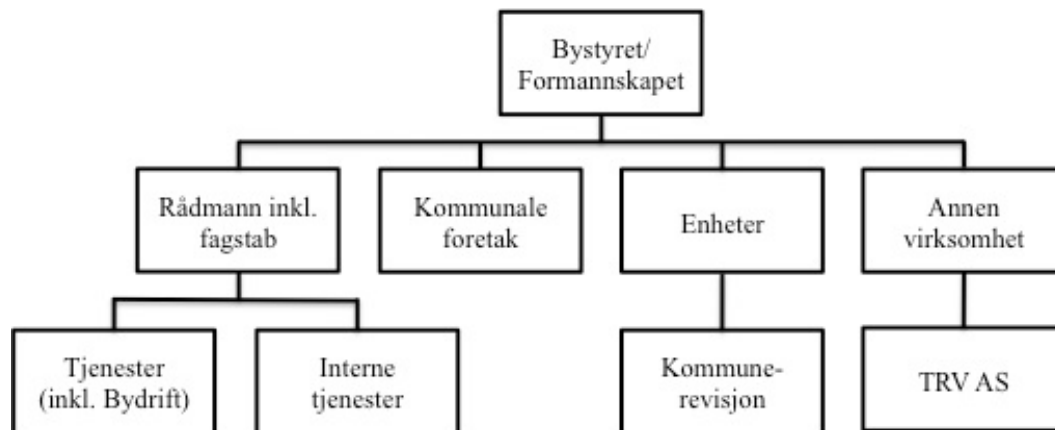 Bystyret/
Formannskapet
Rådmann inkl.
fagstab
Kommunale
foretak
Enheter
Annen
virksomhet
Tjenester
(inkl. Bydrift)
Interne
tjenester
Kommune-
revisjon
TRV AS